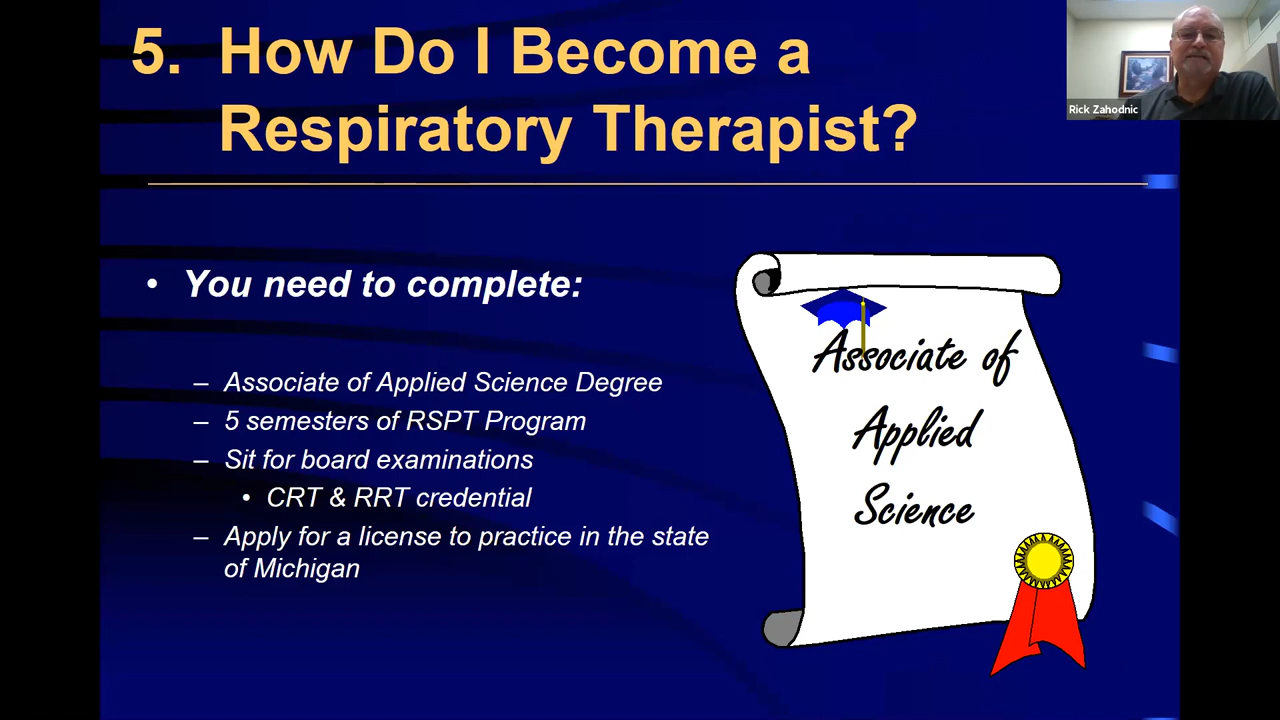 5. How Do I Become a
Respiratory Therapist?
Rick Zahodnic
• You need to complete:
– Associate of Applied Science Degree
– 5 semesters of RSPT Program
– Sit for board examinations
• CRT & RRT credential
– Apply for a license to practice in the state
of Michigan
Associate of
Applied
Science